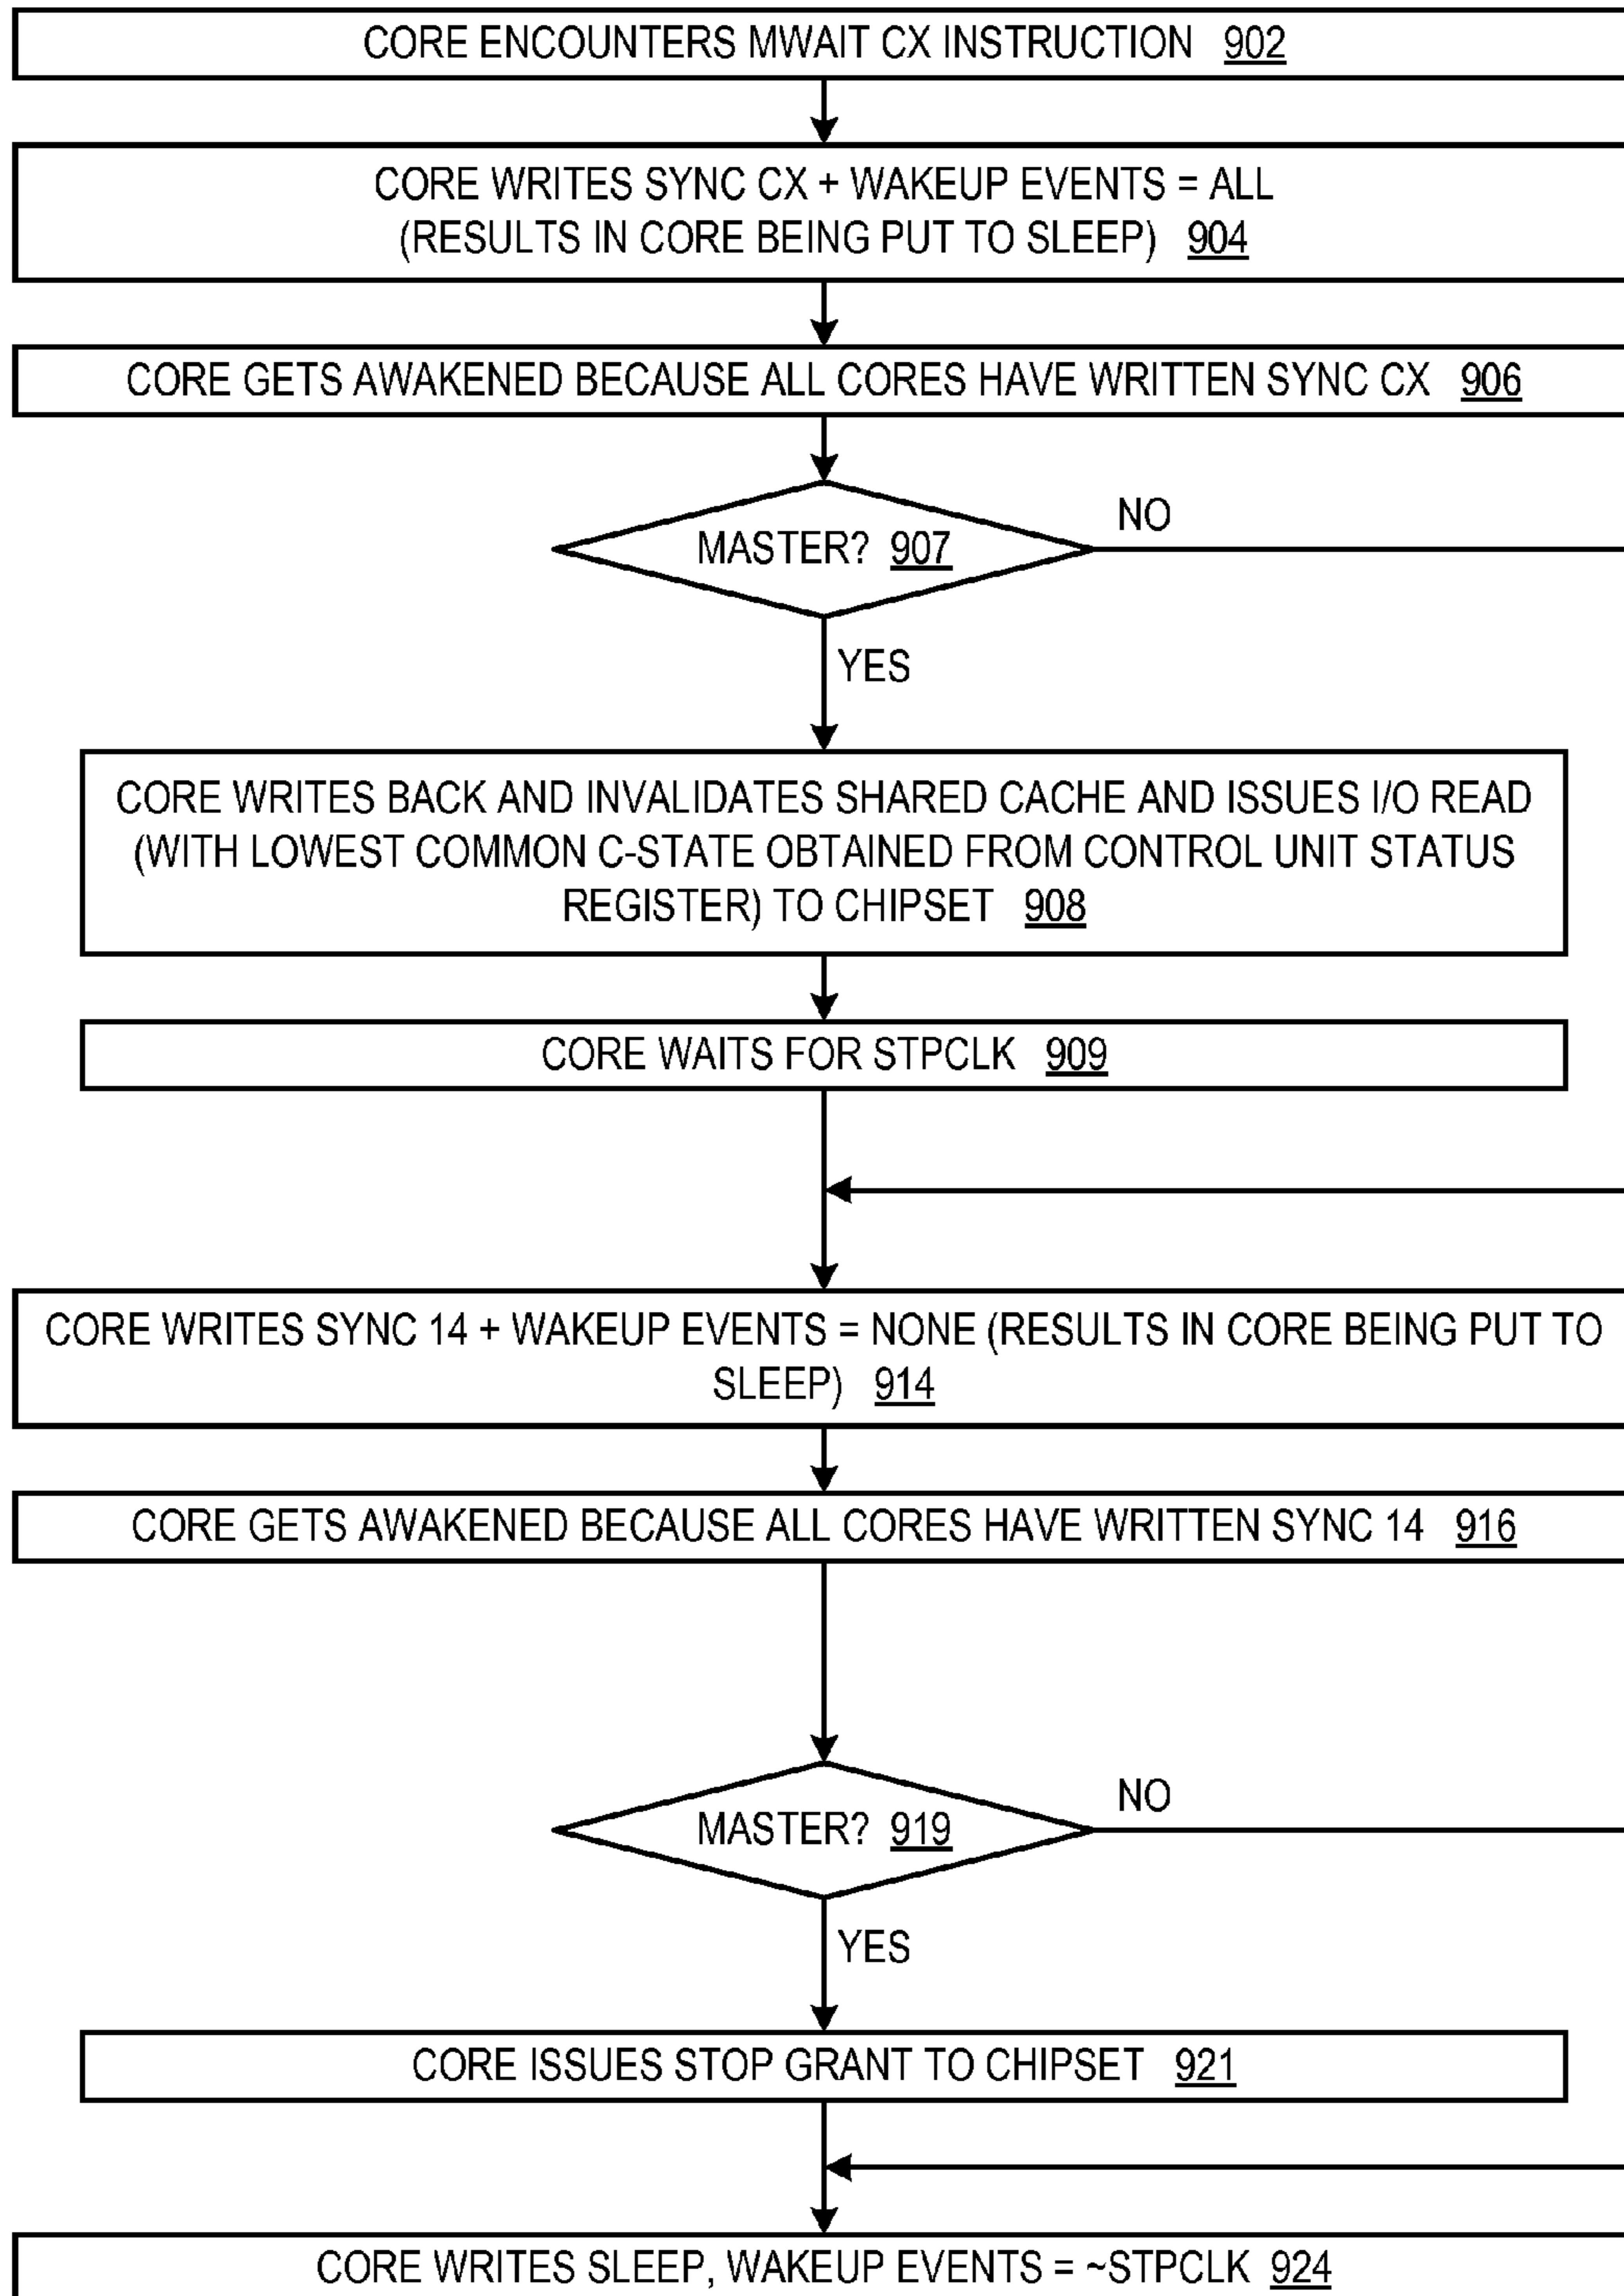 CORE ENCOUNTERS MWAIT CX INSTRUCTION 902
CORE WRITES SYNC CX + WAKEUP EVENTS = ALL
(RESULTS IN CORE BEING PUT TO SLEEP) 904
CORE GETS AWAKENED BECAUSE ALL CORES HAVE WRITTEN SYNC CX 906
MASTER? 907
NO
YES
CORE WRITES BACK AND INVALIDATES SHARED CACHE AND ISSUES I/O READ
(WITH LOWEST COMMON C-STATE OBTAINED FROM CONTROL UNIT STATUS
REGISTER) TO CHIPSET 908
CORE WAITS FOR STPCLK 909
CORE WRITES SYNC 14 + WAKEUP EVENTS = NONE (RESULTS IN CORE BEING PUT TO
SLEEP) 914
CORE GETS AWAKENED BECAUSE ALL CORES HAVE WRITTEN SYNC 14 916
MASTER? 919
NO
YES
CORE ISSUES STOP GRANT TO CHIPSET 921
CORE WRITES SLEEP, WAKEUP EVENTS = ~STPCLK 924